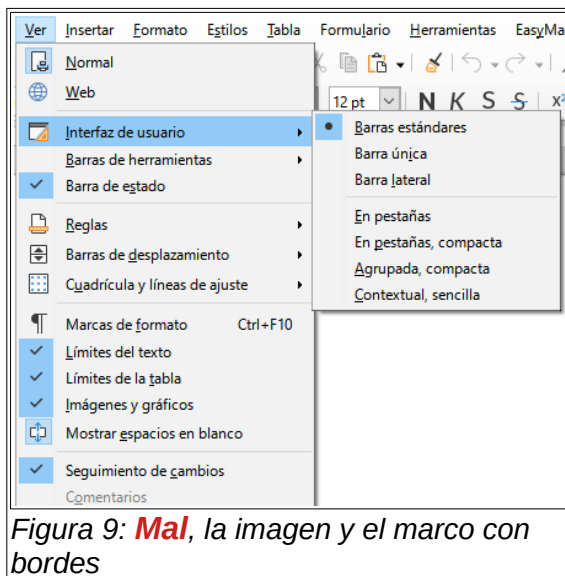 Ver Insertar Formato Estilos Tabla Formulario Herramientas EasyMa
Normal
Web
12 pt N K S S x²
Interfaz de usuario
Barras de herramientas
Barra de estado
Reglas
Barras de desplazamiento
Cuadrícula y líneas de ajuste
Marcas de formato Ctrl+F10
Límites del texto
Límites de la tabla
Imágenes y gráficos
Mostrar espacios en blanco
Seguimiento de cambios
Comentarios
Barras estándares
Barra única
Barra lateral
En pestañas
En pestañas, compacta
Agrupada, compacta
Contextual, sencilla
Figura 9: Mal, la imagen y el marco con
bordes